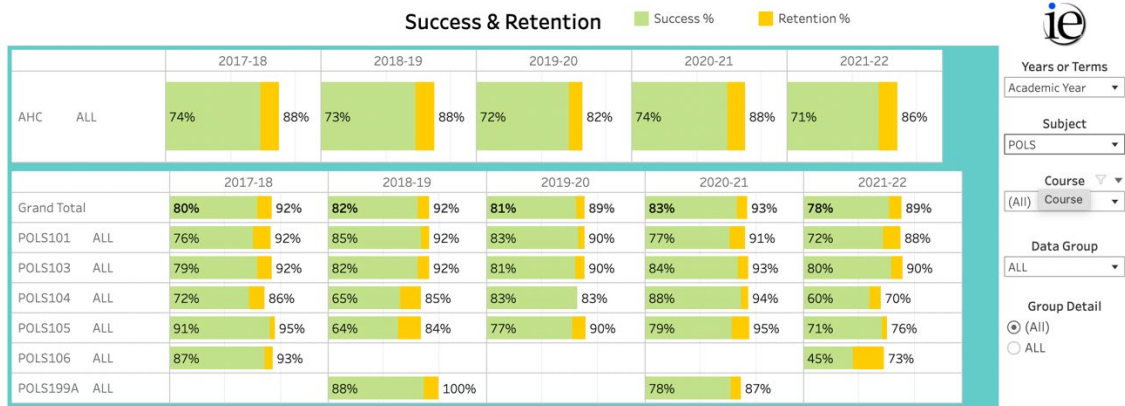 Success & Retention Success % Retention % ie
2017-18 2018-19 2019-20 2020-21 2021-22
AHC ALL 74% 88% 73% 88% 72% 82% 74% 88% 71% 86%
2017-18 2018-19 2019-20 2020-21 2021-22
Grand Total 80% 92% 82% 92% 81% 89% 83% 93% 78% 89%
POLS101 ALL 76% 92% 85% 92% 83% 90% 77% 91% 72% 88%
POLS103 ALL 79% 92% 82% 92% 81% 90% 84% 93% 80% 90%
POLS104 ALL 72% 86% 65% 85% 83% 83% 88% 94% 60% 70%
POLS105 ALL 91% 95% 64% 84% 77% 90% 79% 95% 71% 76%
POLS106 ALL 87% 93% 45% 73%
POLS199A ALL 88% 100% 78% 87%
Years or Terms
Academic Year
Subject
POLS
Course
(All) Course
Data Group
ALL
Group Detail
(All)
ALL